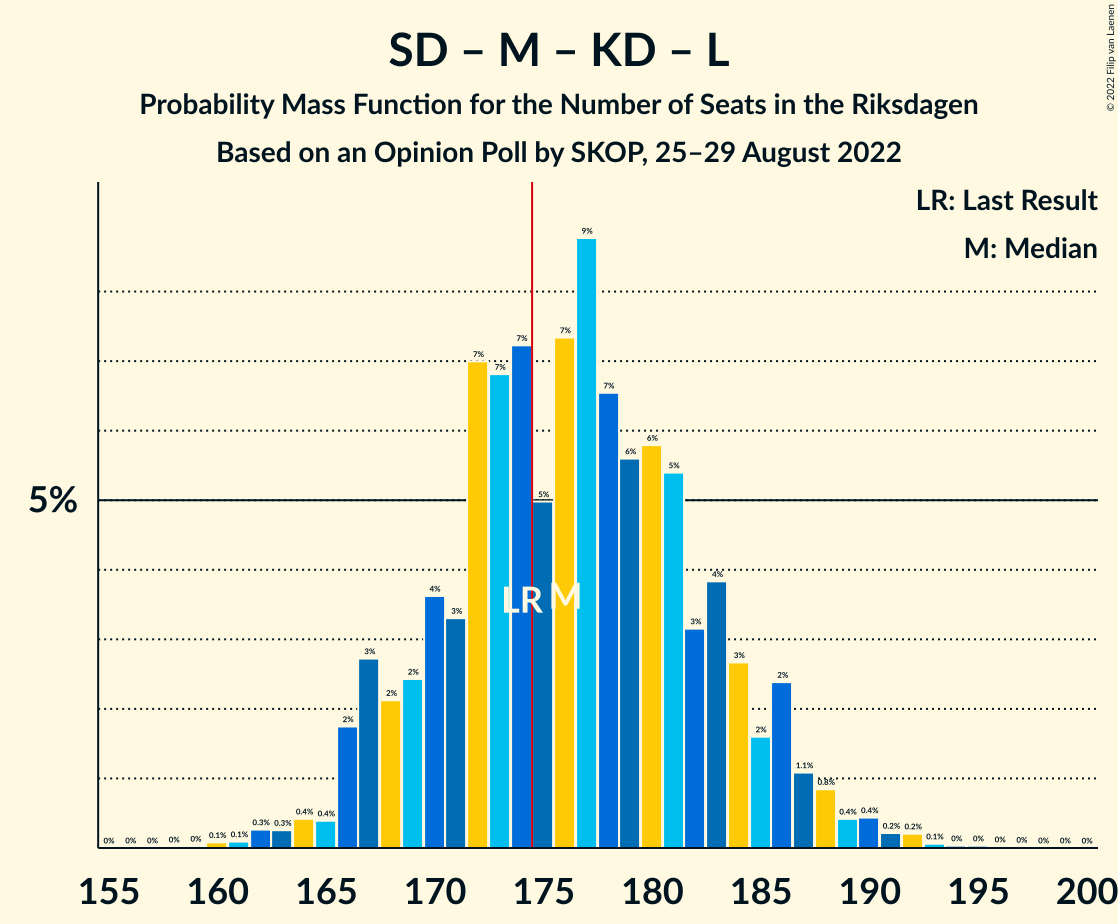 SD – M – KD – L
Probability Mass Function for the Number of Seats in the Riksdagen
Based on an Opinion Poll by SKOP, 25–29 August 2022
© 2022 Filip van Laenen
LR: Last Result
M: Median
5%
0% 0% 0% 0% 0% 0.1% 0.1% 0.3% 0.3% 0.4% 0.4% 2% 3% 2% 2% 4% 3% 7% 7% 7% 5% 7% 9% 7% 6% 6% 5% 3% 4% 3% 2% 2% 1.1% 0.8% 0.4% 0.4% 0.2% 0.2% 0.1% 0% 0% 0% 0% 0% 0% 0%
LR M
155 160 165 170 175 180 185 190 195 200